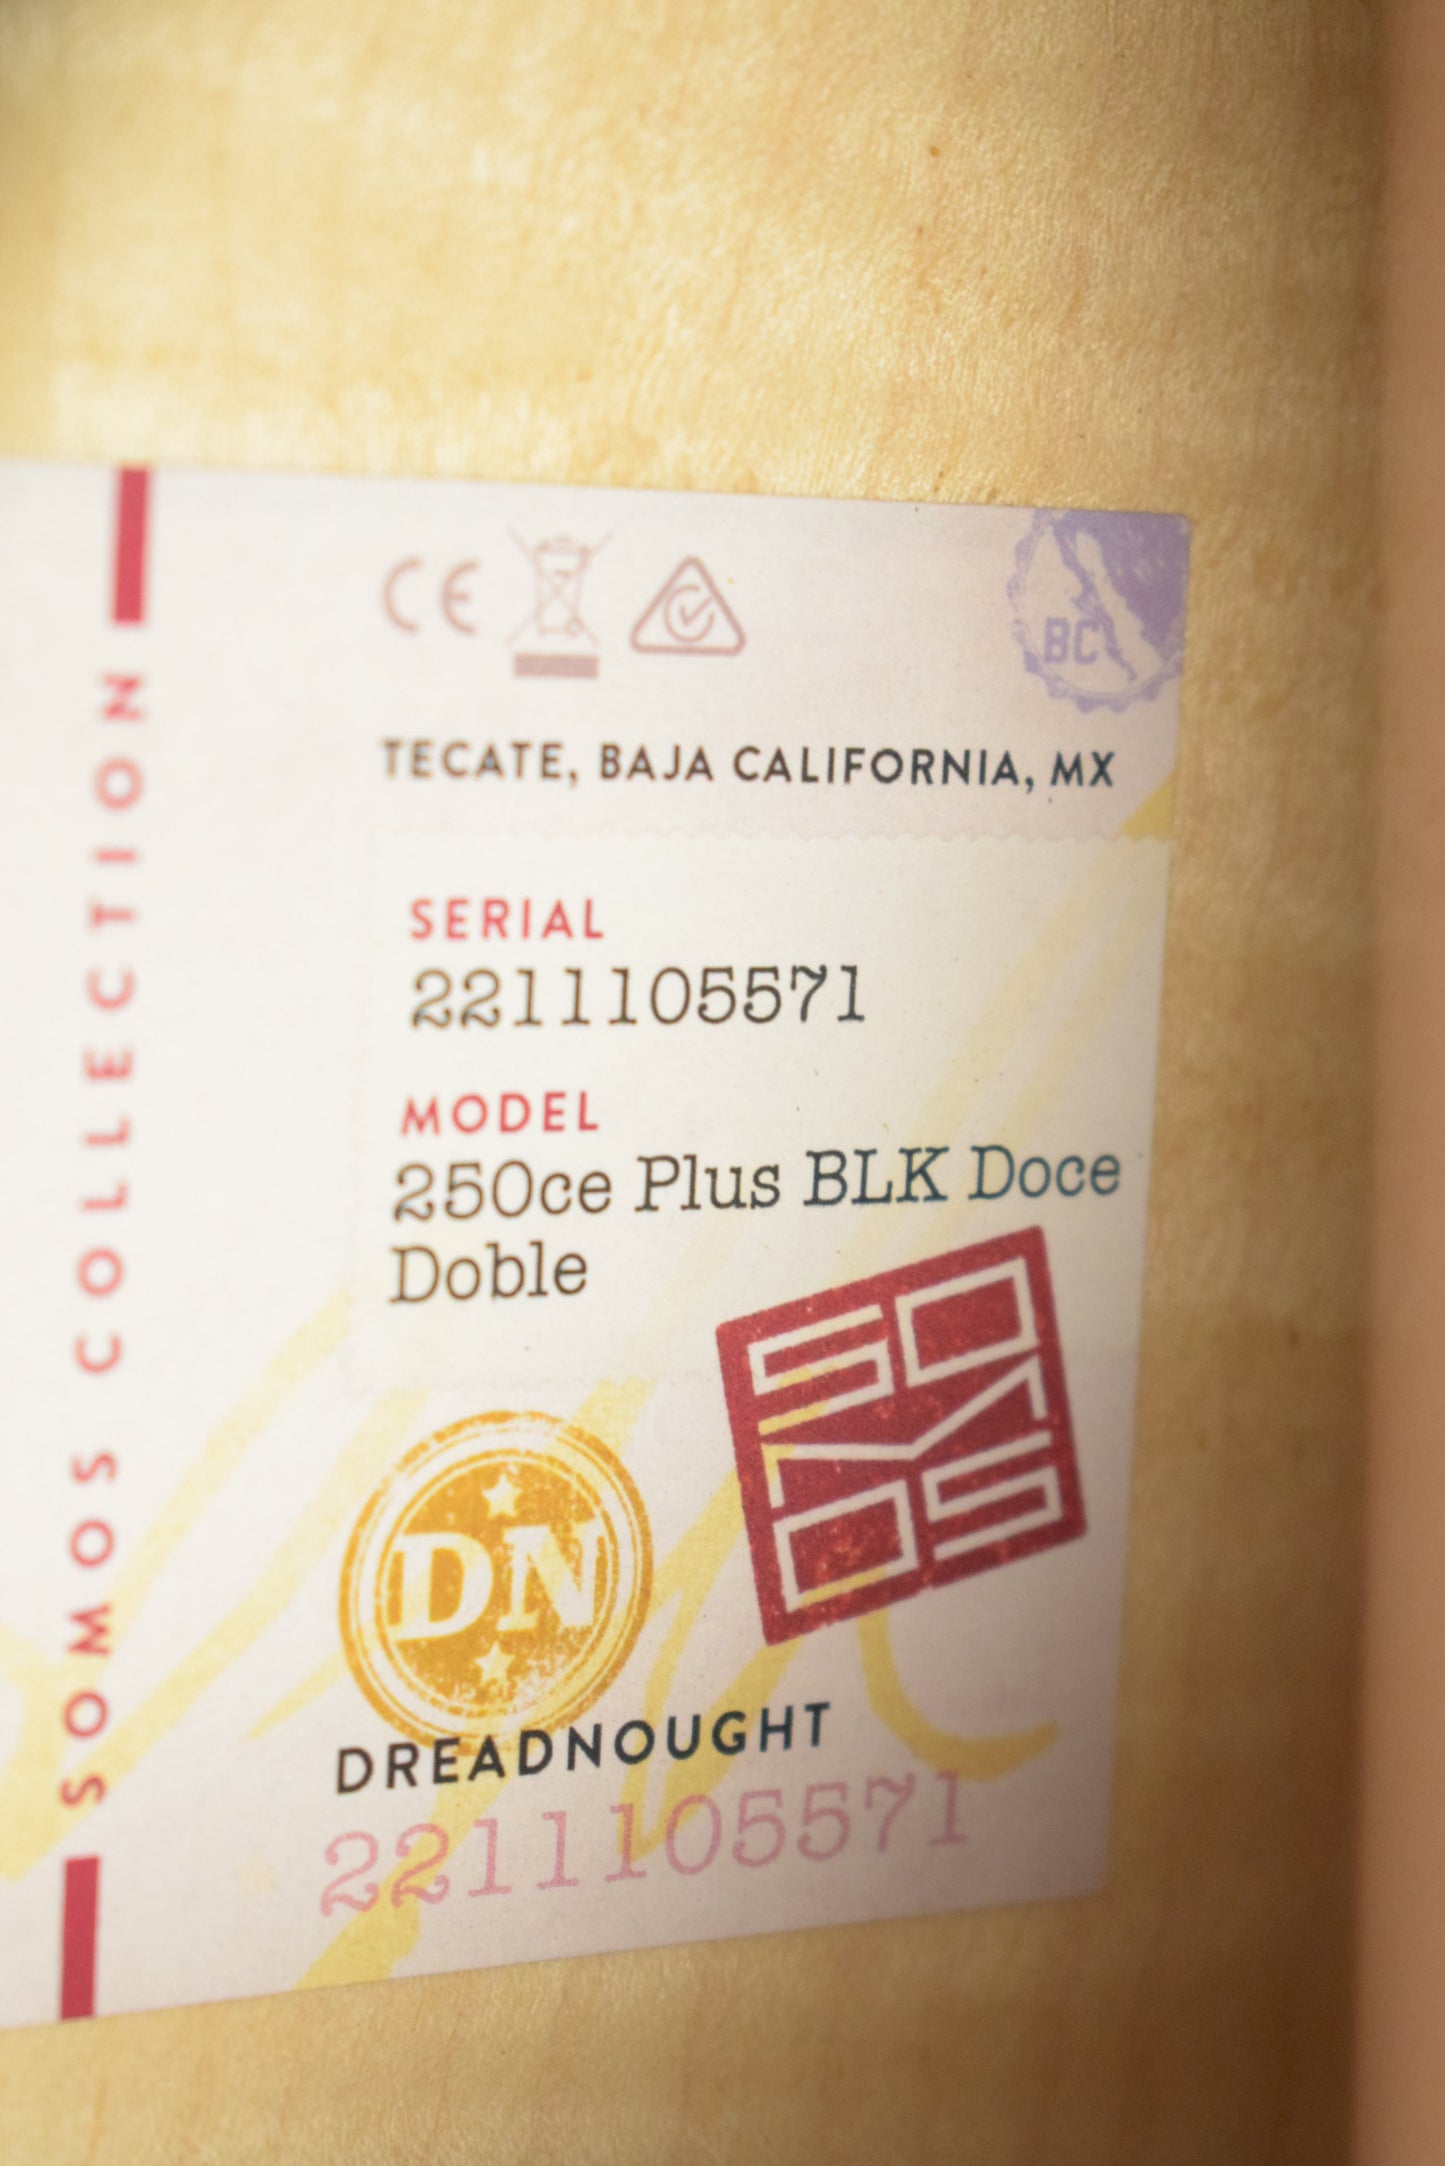 SOMOS COLLECTION
CE
BC
TECATE, BAJA CALIFORNIA, MX
SERIAL
2211105571
MODEL
250ce Plus BLK Doce
Doble
SOMOS
DN
DREADNOUGHT
2211105571